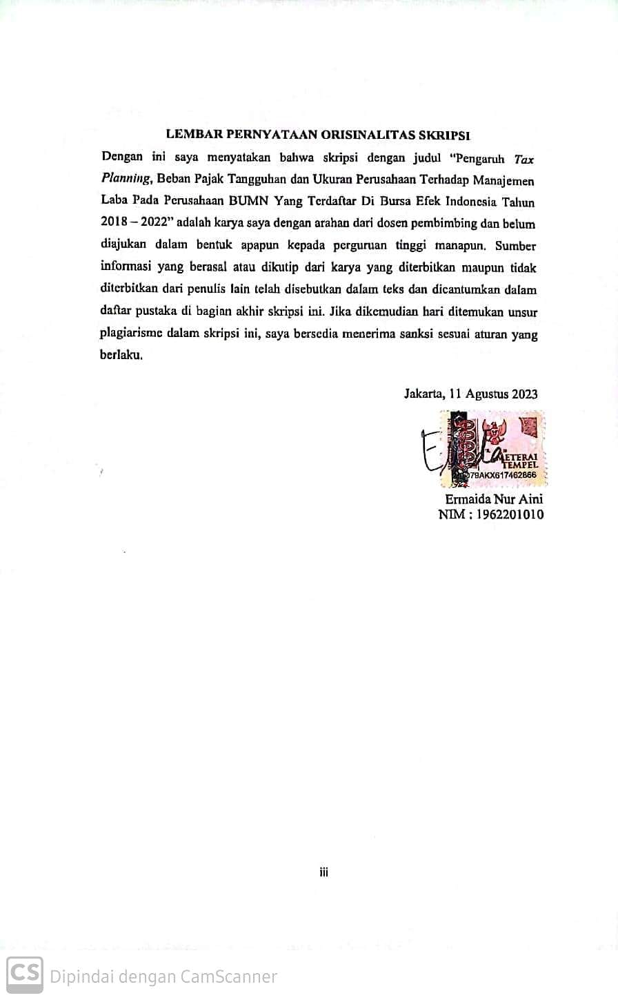 LEMBAR PERNYATAAN ORISINALITAS SKRIPSI
Dengan ini saya menyatakan bahwa skripsi dengan judul “Pengaruh Tax
Planning, Beban Pajak Tangguhan dan Ukuran Perusahaan Terhadap Manajemen
Laba Pada Perusahaan BUMN Yang Terdaftar Di Bursa Efek Indonesia Tahun
2018 – 2022” adalah karya saya dengan arahan dari dosen pembimbing dan belum
diajukan dalam bentuk apapun kepada perguruan tinggi manapun. Sumber
informasi yang berasal atau dikutip dari karya yang diterbitkan maupun tidak
diterbitkan dari penulis lain telah disebutkan dalam teks dan dicantumkan dalam
daftar pustaka di bagian akhir skripsi ini. Jika dikemudian hari ditemukan unsur
plagiarisme dalam skripsi ini, saya bersedia menerima sanksi sesuai aturan yang
berlaku.
Jakarta, 11 Agustus 2023
METERAI
TEMPEL
79AKX617462866
Ermaida Nur Aini
NIM : 1962201010
iii
CS Dipindai dengan CamScanner